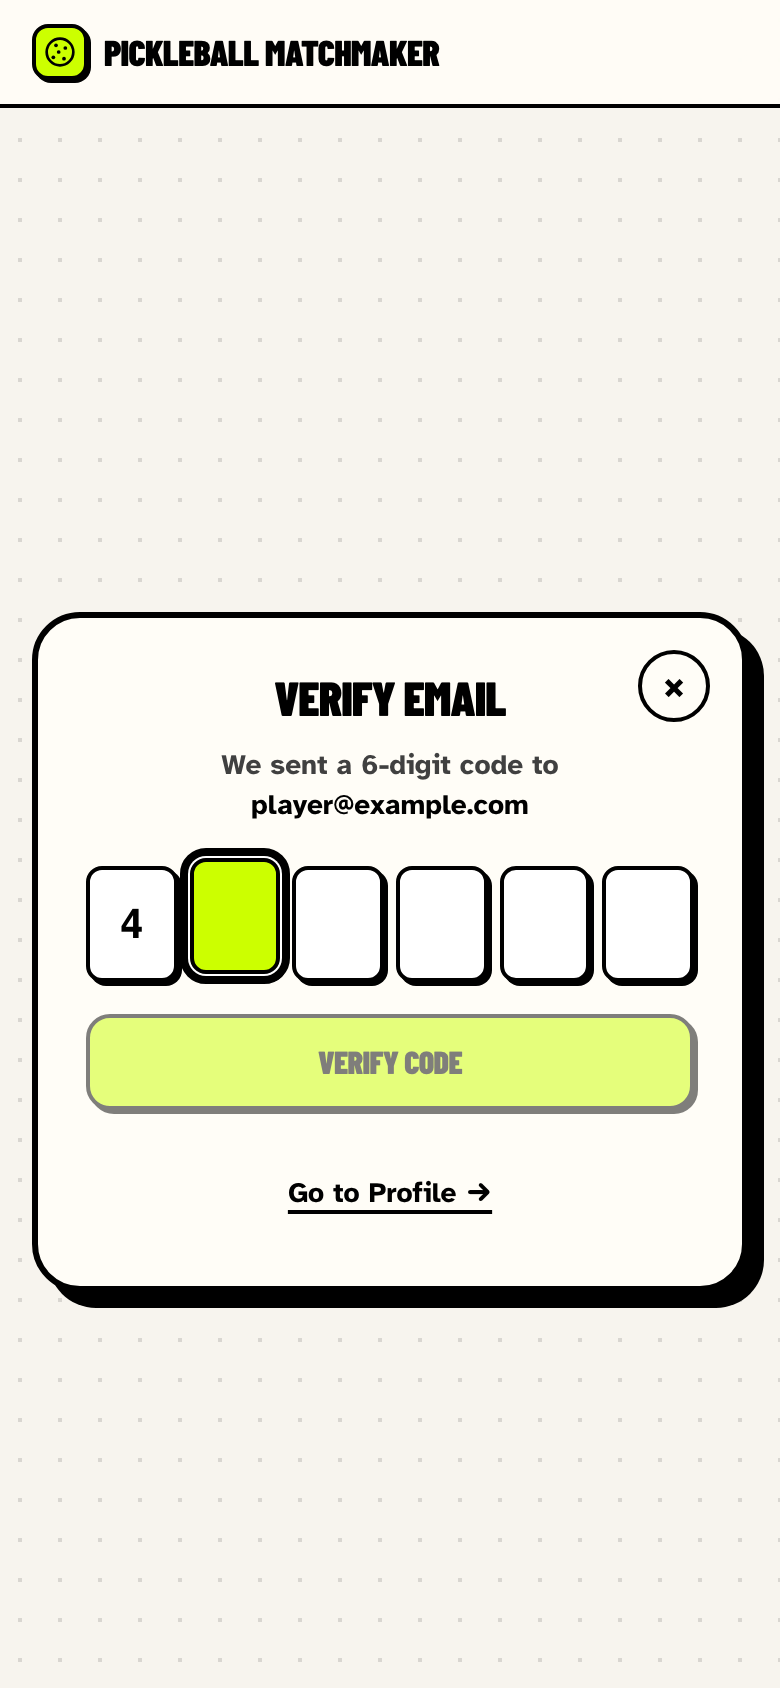 PICKLEBALL MATCHMAKER
VERIFY EMAIL
×
We sent a 6-digit code to
player@example.com
4
VERIFY CODE
Go to Profile →